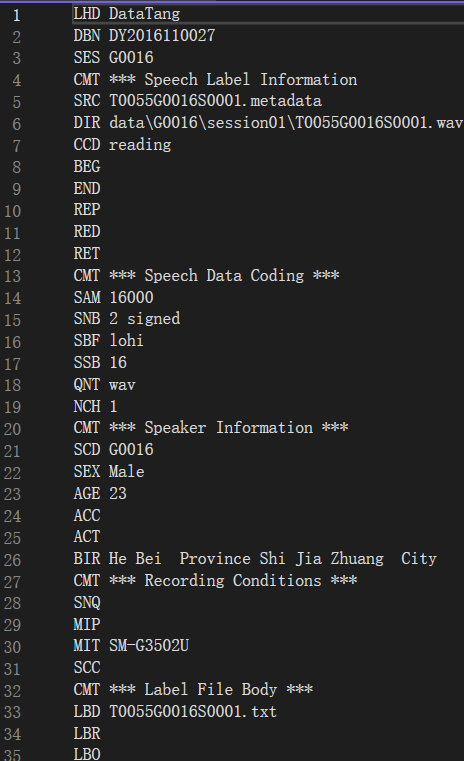 1 LHD DataTang
2 DBN DY2016110027
3 SES G0016
4 CMT *** Speech Label Information
5 SRC T0055G0016S0001.metadata
6 DIR data\G0016\session01\T0055G0016S0001.wav
7 CCD reading
8 BEG
9 END
10 REP
11 RED
12 RET
13 CMT *** Speech Data Coding ***
14 SAM 16000
15 SNB 2 signed
16 SBF lohi
17 SSB 16
18 QNT wav
19 NCH 1
20 CMT *** Speaker Information ***
21 SCD G0016
22 SEX Male
23 AGE 23
24 ACC
25 ACT
26 BIR He Bei  Province Shi Jia Zhuang  City
27 CMT *** Recording Conditions ***
28 SNQ
29 MIP
30 MIT SM-G3502U
31 SCC
32 CMT *** Label File Body ***
33 LBD T0055G0016S0001.txt
34 LBR
35 LBO